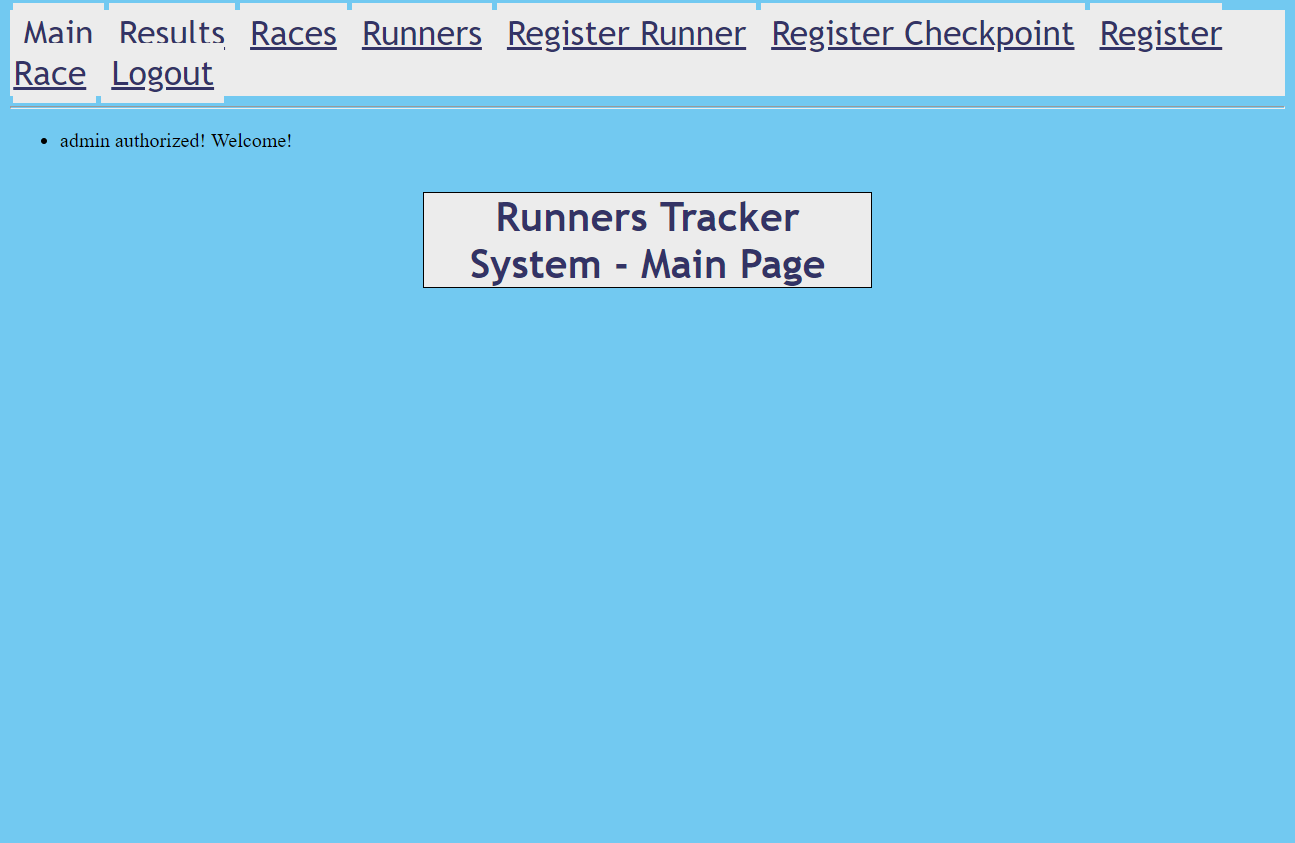 Main Results Races Runners Register Runner Register Checkpoint Register
Race Logout
admin authorized! Welcome!
Runners Tracker
System - Main Page